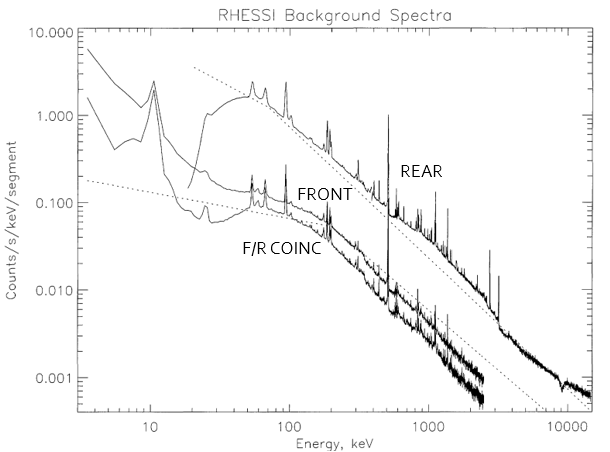 RHESSI Background Spectra
10.000
1.000
0.100
0.010
0.001
Counts/s/keV/segment
REAR
FRONT
F/R COINC
10
100
1000
10000
Energy, keV